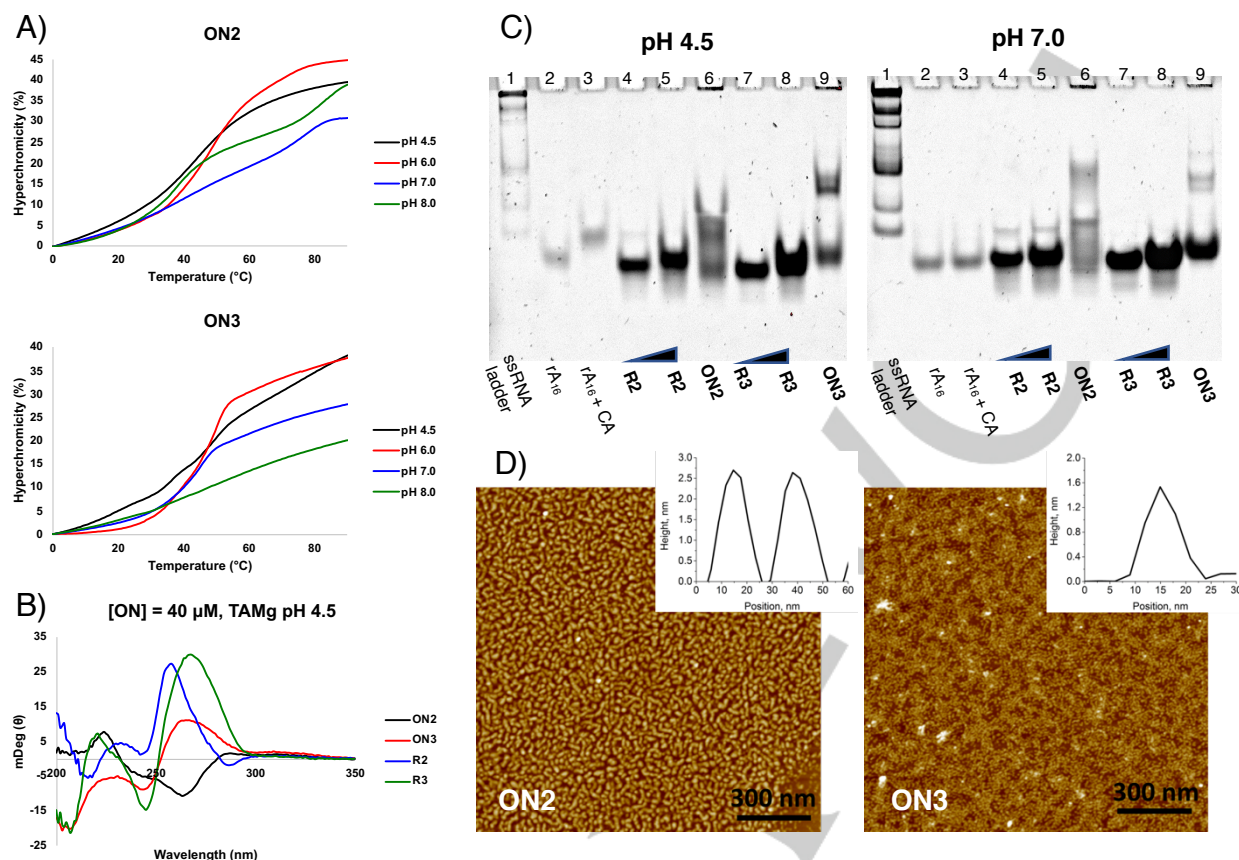 A)
ON2
Hyperchromicity (%)
45
40
35
30
25
20
15
10
5
0
0 20 40 60 80
Temperature (°C)
pH 4.5
pH 6.0
pH 7.0
pH 8.0
ON3
Hyperchromicity (%)
40
35
30
25
20
15
10
5
0
0 20 40 60 80
Temperature (°C)
pH 4.5
pH 6.0
pH 7.0
pH 8.0
B)
[ON] = 40 µM, TAMg pH 4.5
mDeg (θ)
35
25
15
5
-5
-15
-25
200 250 300 350
Wavelength (nm)
ON2
ON3
R2
R3
C)
pH 4.5
1 2 3 4 5 6 7 8 9
ssRNA ladder
rA16
rA16 + CA
R2
R2
ON2
R3
R3
ON3
pH 7.0
1 2 3 4 5 6 7 8 9
ssRNA ladder
rA16
rA16 + CA
R2
R2
ON2
R3
R3
ON3
D)
Height, nm
3.0
2.5
2.0
1.5
1.0
0.5
0.0
0 10 20 30 40 50 60
Position, nm
ON2
300 nm
Height, nm
2.0
1.6
1.2
0.8
0.4
0.0
0 5 10 15 20 25 30
Position, nm
ON3
300 nm